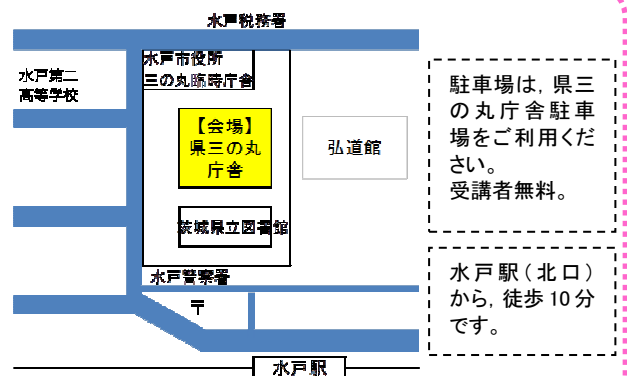 水戸税務署
水戸市役所
三の丸臨時庁舎
水戸第二
高等学校
【会場】
県三の丸
庁舎
弘道館
茨城県立図書館
水戸警察署
〒
水戸駅
駐車場は，県三
の丸庁舎駐車
場をご利用くだ
さい。
受講者無料。
水戸駅（北口）
から，徒歩10分
です。